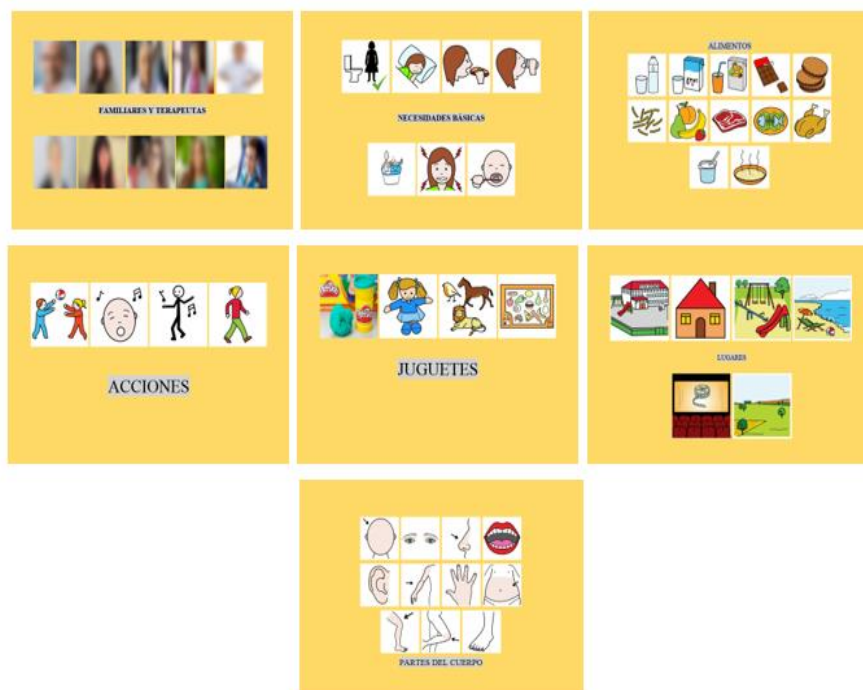 FAMILIARES Y TERAPEUTAS
NECESIDADES BÁSICAS
ALIMENTOS
ACCIONES
JUGUETES
LUGARES
PARTES DEL CUERPO